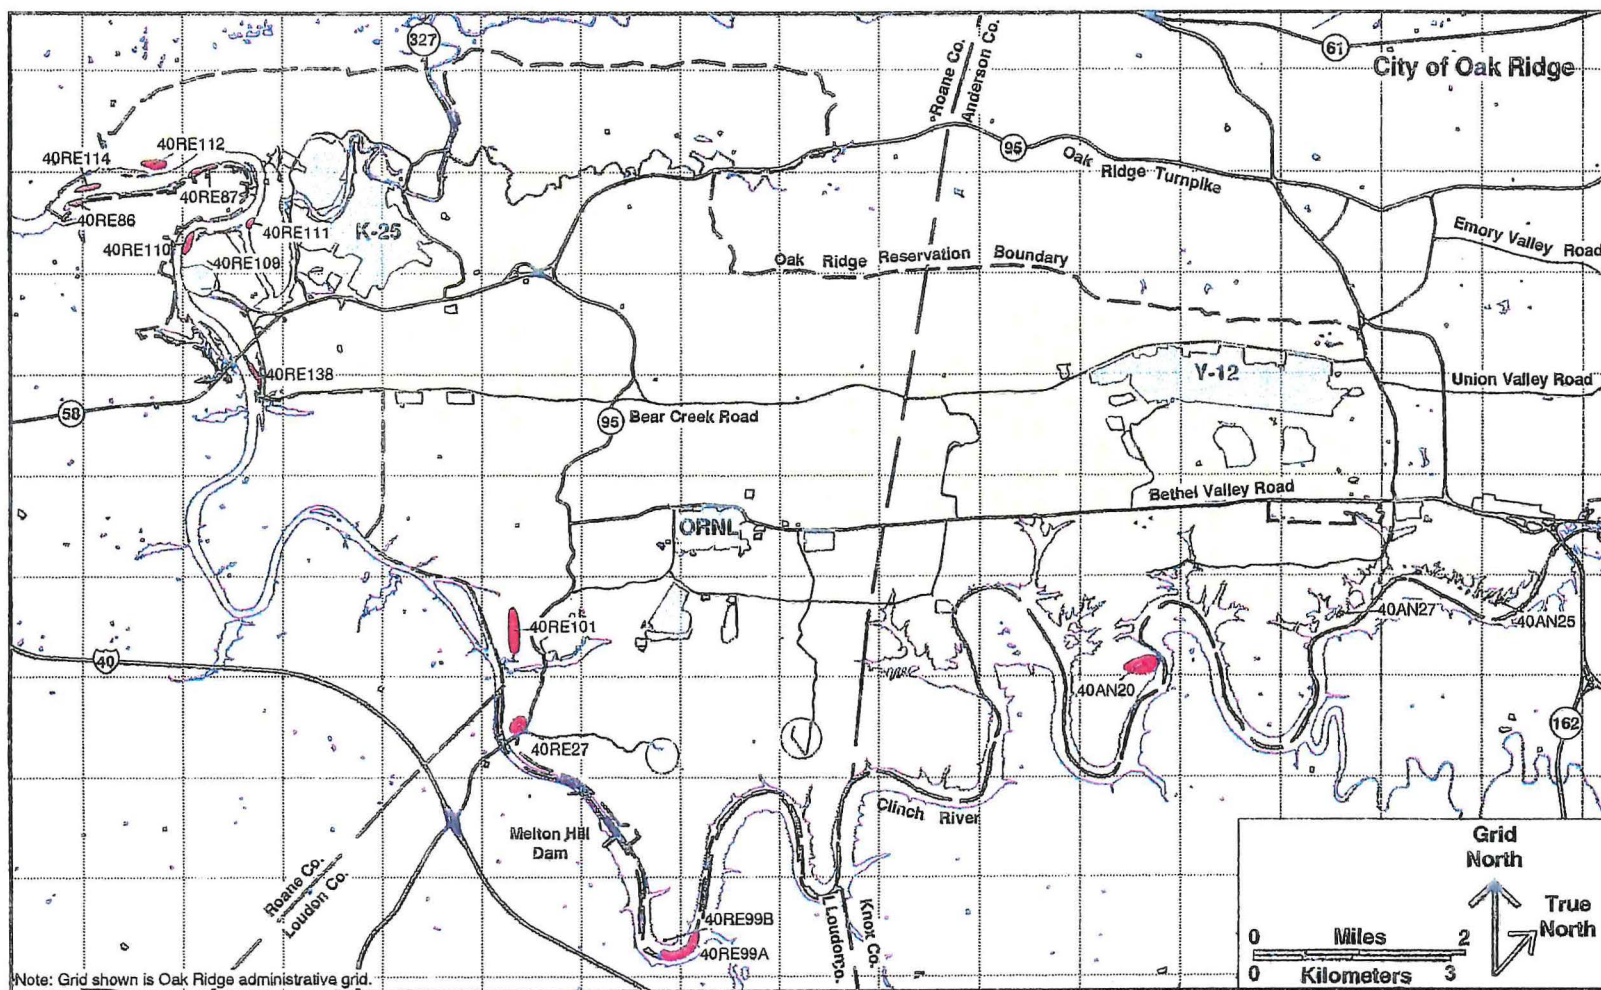 327
61
City of Oak Ridge
Roane Co.
Anderson Co.
95
Oak Ridge Turnpike
40RE114
40RE112
40RE87
40RE86
40RE111
K-25
40RE110
40RE109
Emory Valley Road
Oak Ridge Reservation Boundary
40RE138
Y-12
Union Valley Road
58
95
Bear Creek Road
Bethel Valley Road
ORNL
40RE101
40AN27
40AN25
40
40AN20
40RE27
162
Clinch River
Melton Hill
Dam
Roane Co.
Loudon Co.
40RE99B
40RE99A
Loudon Co.
Knox Co.
Grid
North
True
North
0 Miles 2
0 Kilometers 3
Note: Grid shown is Oak Ridge administrative grid.